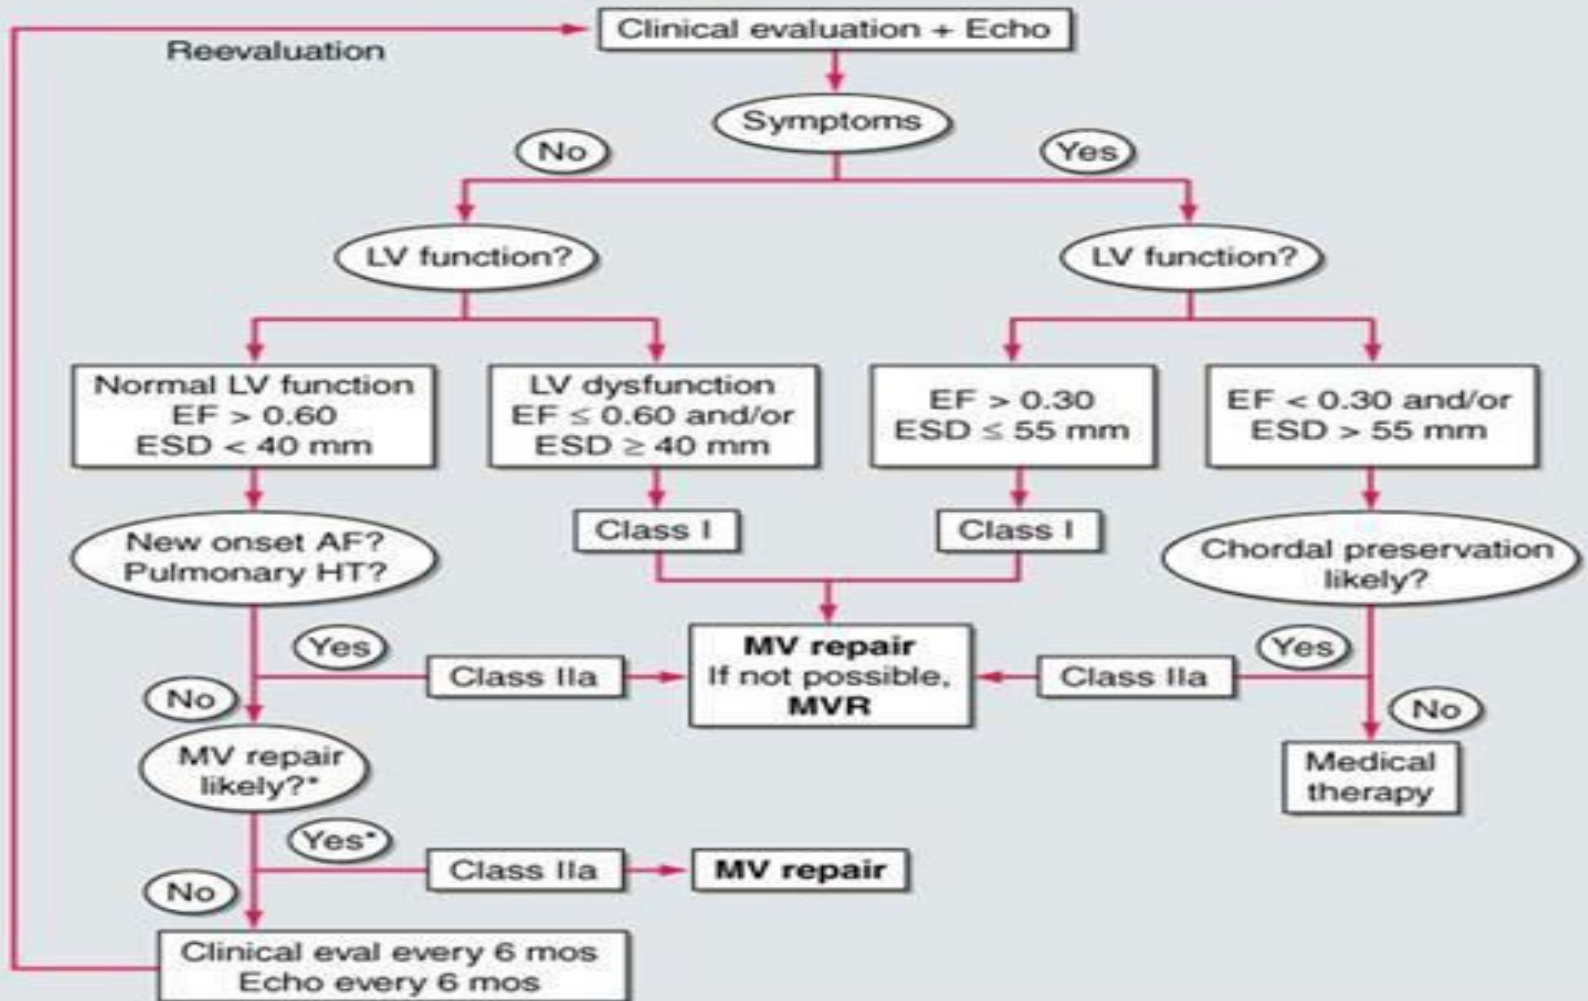 Clinical evaluation + Echo
Reevaluation
Symptoms
No
Yes
LV function?
LV function?
Normal LV function
EF > 0.60
ESD < 40 mm
LV dysfunction
EF ≤ 0.60 and/or
ESD ≥ 40 mm
EF > 0.30
ESD ≤ 55 mm
EF < 0.30 and/or
ESD > 55 mm
New onset AF?
Pulmonary HT?
Class I
Class I
Chordal preservation
likely?
Yes
Class IIa
MV repair
If not possible,
MVR
Class IIa
Yes
No
No
MV repair
likely?*
Medical
therapy
Yes*
Class IIa
MV repair
No
Clinical eval every 6 mos
Echo every 6 mos